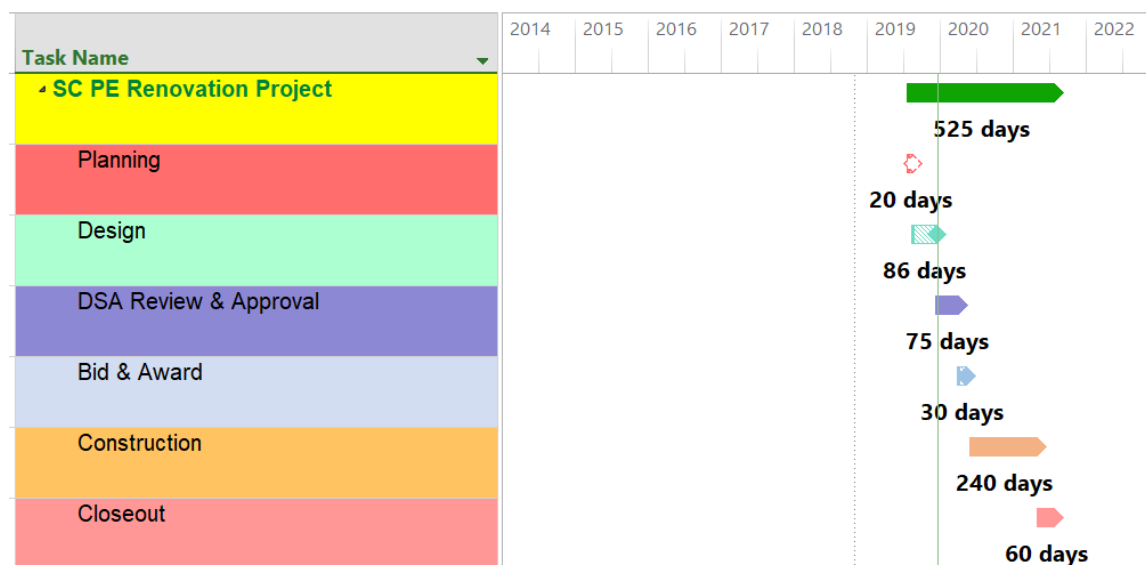 2014 2015 2016 2017 2018 2019 2020 2021 2022
Task Name
SC PE Renovation Project
525 days
Planning
20 days
Design
86 days
DSA Review & Approval
75 days
Bid & Award
30 days
Construction
240 days
Closeout
60 days